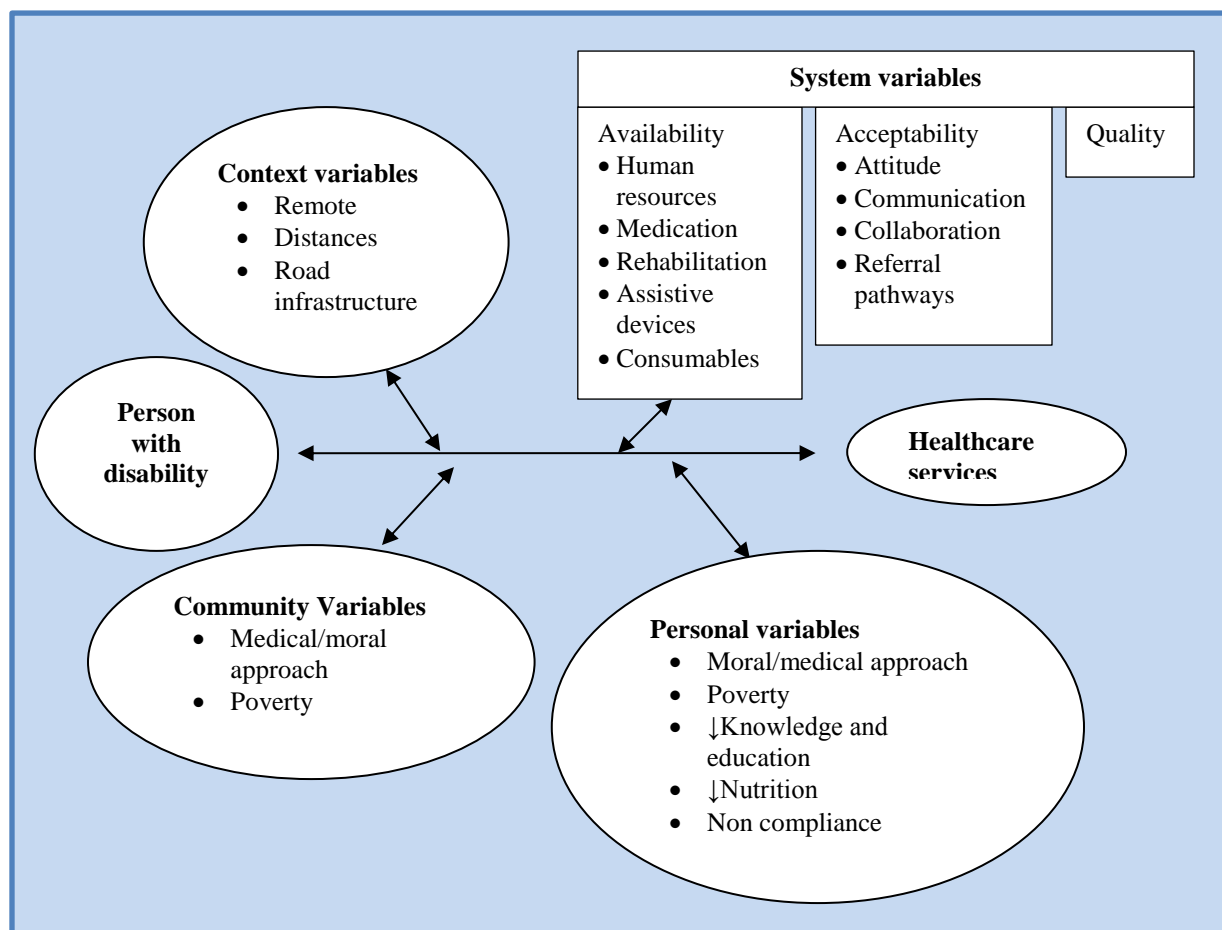 System variables
Availability
• Human
resources
• Medication
• Rehabilitation
• Assistive
devices
• Consumables
Acceptability
• Attitude
• Communication
• Collaboration
• Referral
pathways
Quality
Context variables
• Remote
• Distances
• Road
infrastructure
Person
with
disability
Healthcare
services
Community Variables
• Medical/moral
approach
• Poverty
Personal variables
• Moral/medical approach
• Poverty
• ↓Knowledge and
education
• ↓Nutrition
• Non compliance